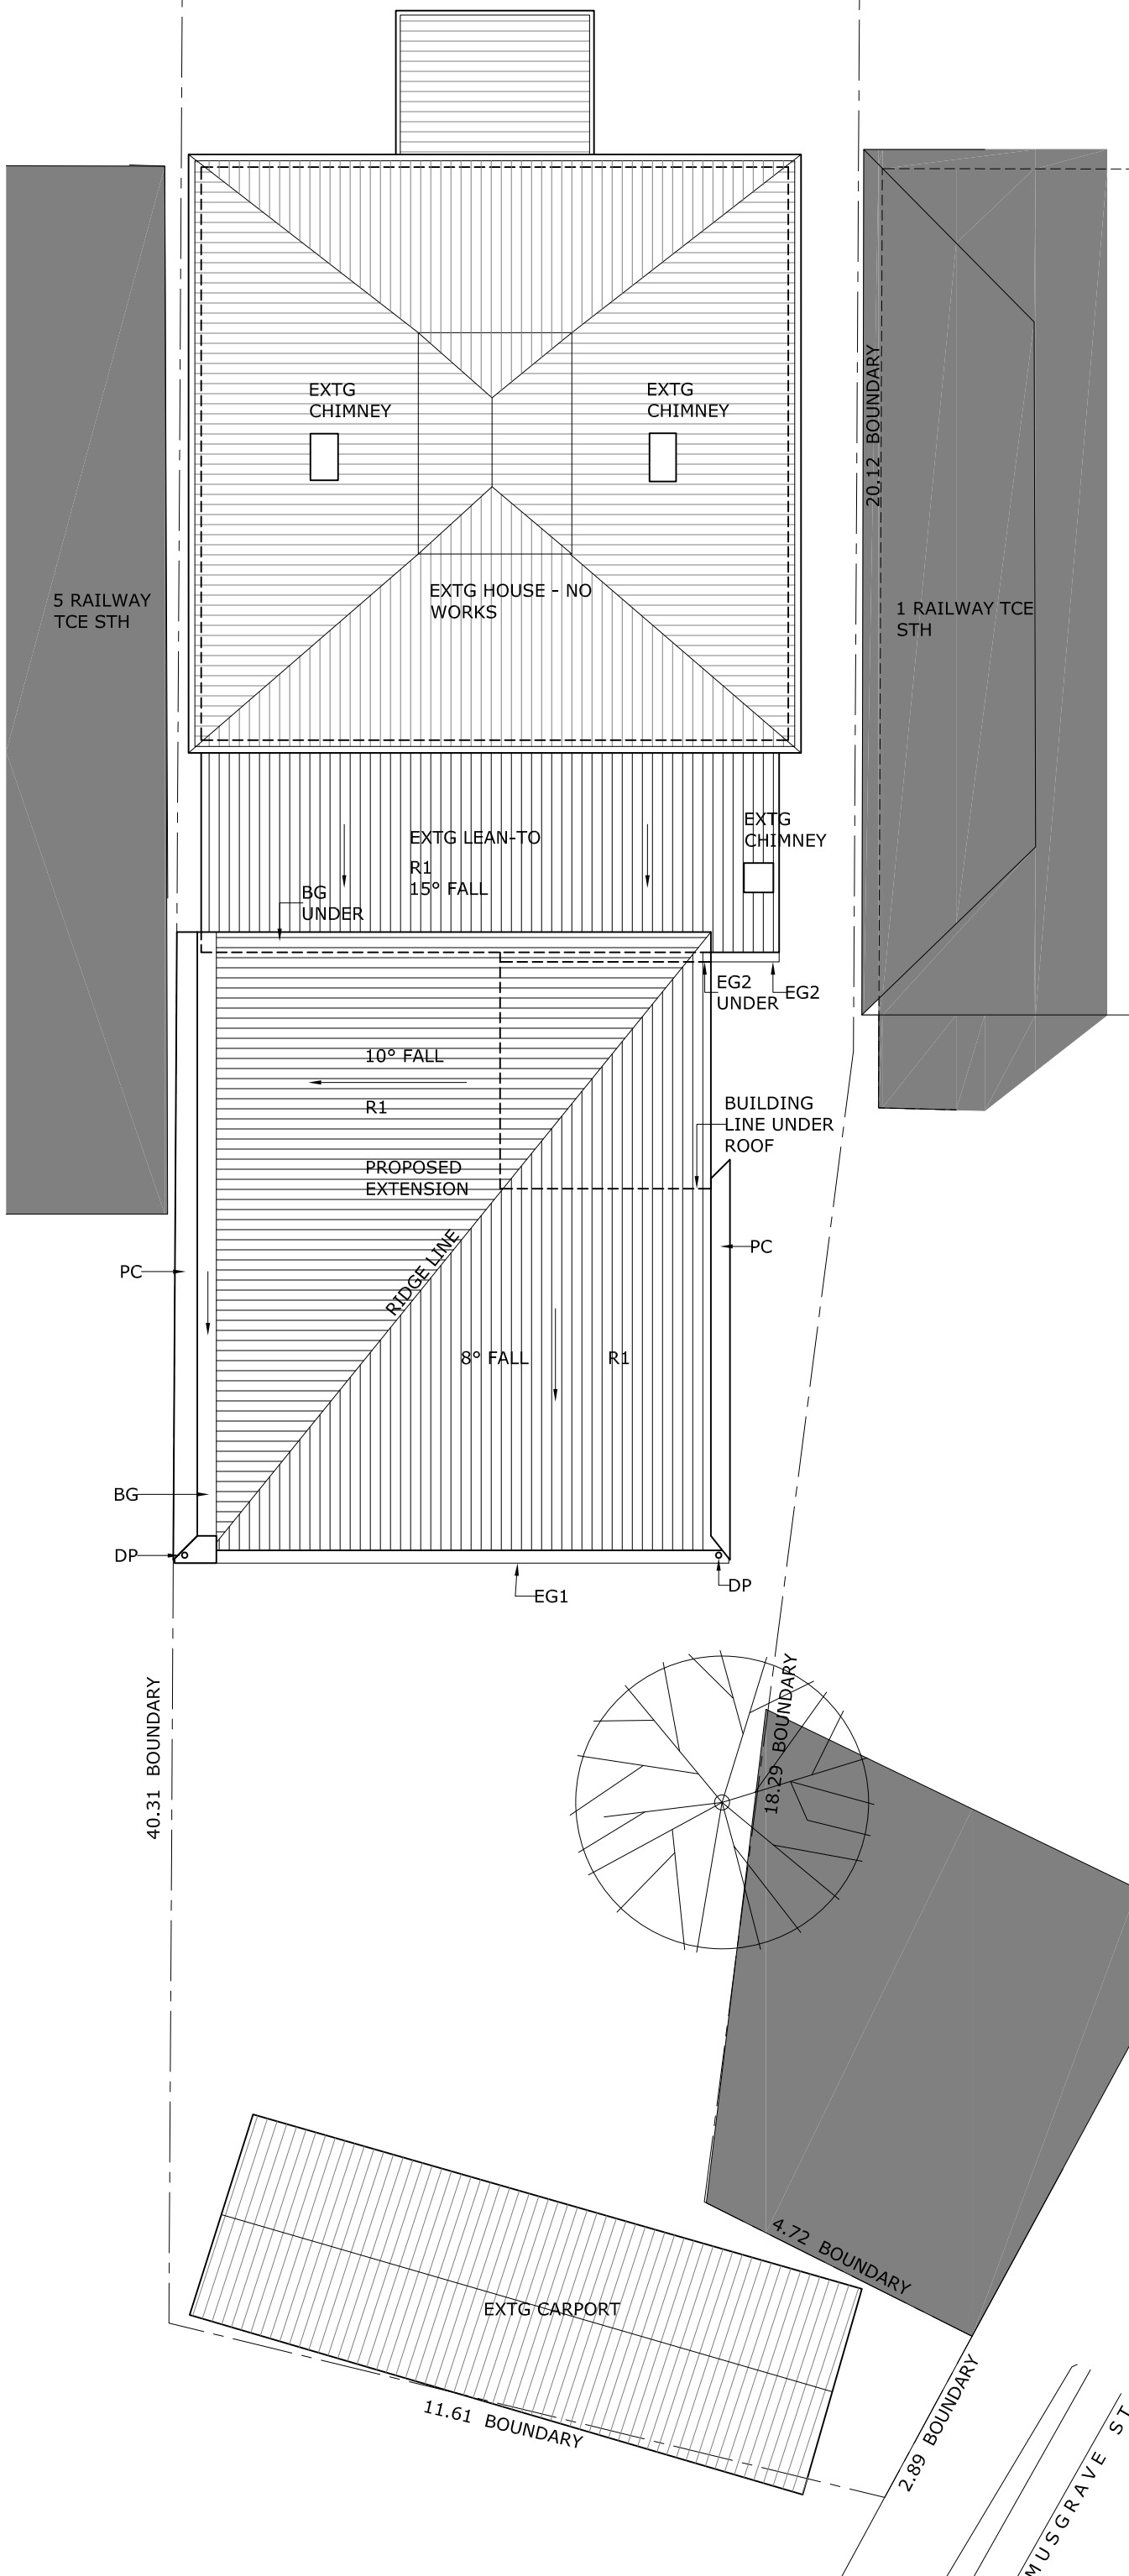 EXTG
CHIMNEY
EXTG
CHIMNEY
20.12 BOUNDARY
5 RAILWAY
TCE STH
EXTG HOUSE - NO
WORKS
1 RAILWAY TCE
STH
EXTG LEAN-TO
R1
15° FALL
EXTG
CHIMNEY
BG
UNDER
EG2
UNDER
EG2
10° FALL
R1
BUILDING
LINE UNDER
ROOF
PROPOSED
EXTENSION
RIDGE LINE
PC
PC
8° FALL
R1
BG
DP
EG1
DP
40.31 BOUNDARY
18.29 BOUNDARY
4.72 BOUNDARY
EXTG CARPORT
11.61 BOUNDARY
2.89 BOUNDARY
MUSGRAVE ST